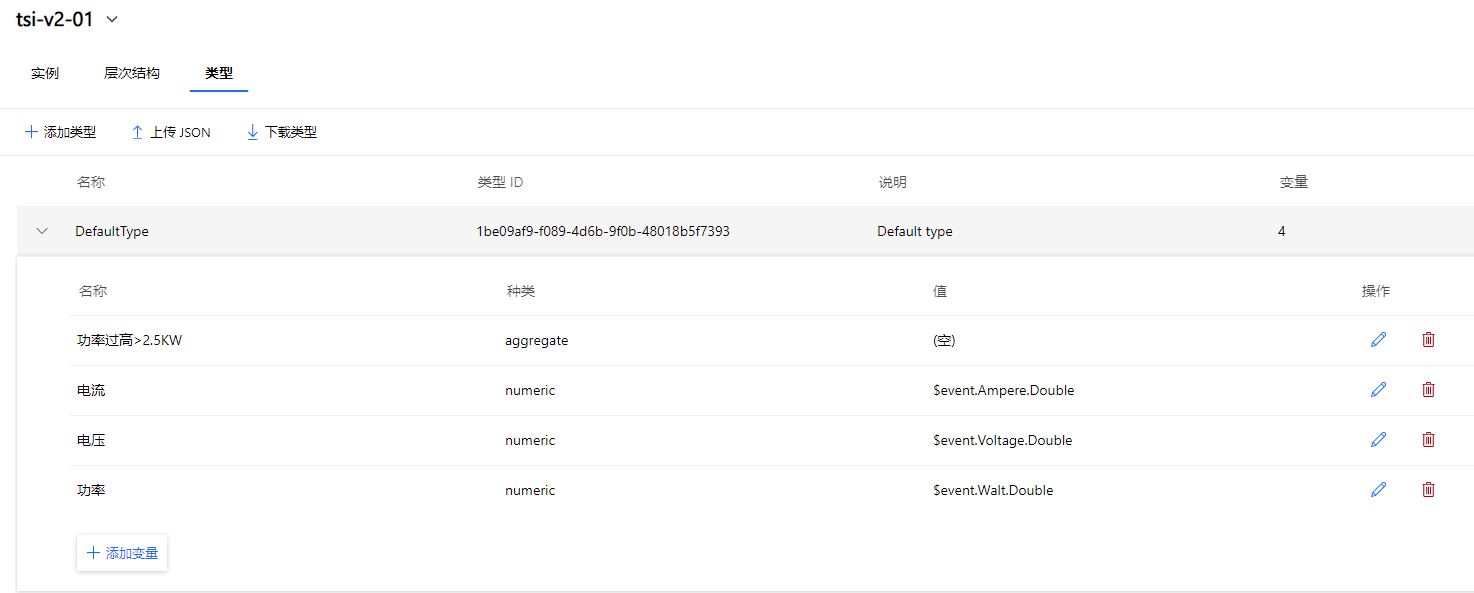 tsi-v2-01
实例 层次结构 类型
添加类型 上传 JSON 下载类型
名称 类型 ID 说明 变量
DefaultType 1be09af9-f089-4d6b-9f0b-48018b5f7393 Default type 4
名称 种类 值 操作
功率过高>2.5KW aggregate (空)
电流 numeric $event.Ampere.Double
电压 numeric $event.Voltage.Double
功率 numeric $event.Walt.Double
添加变量